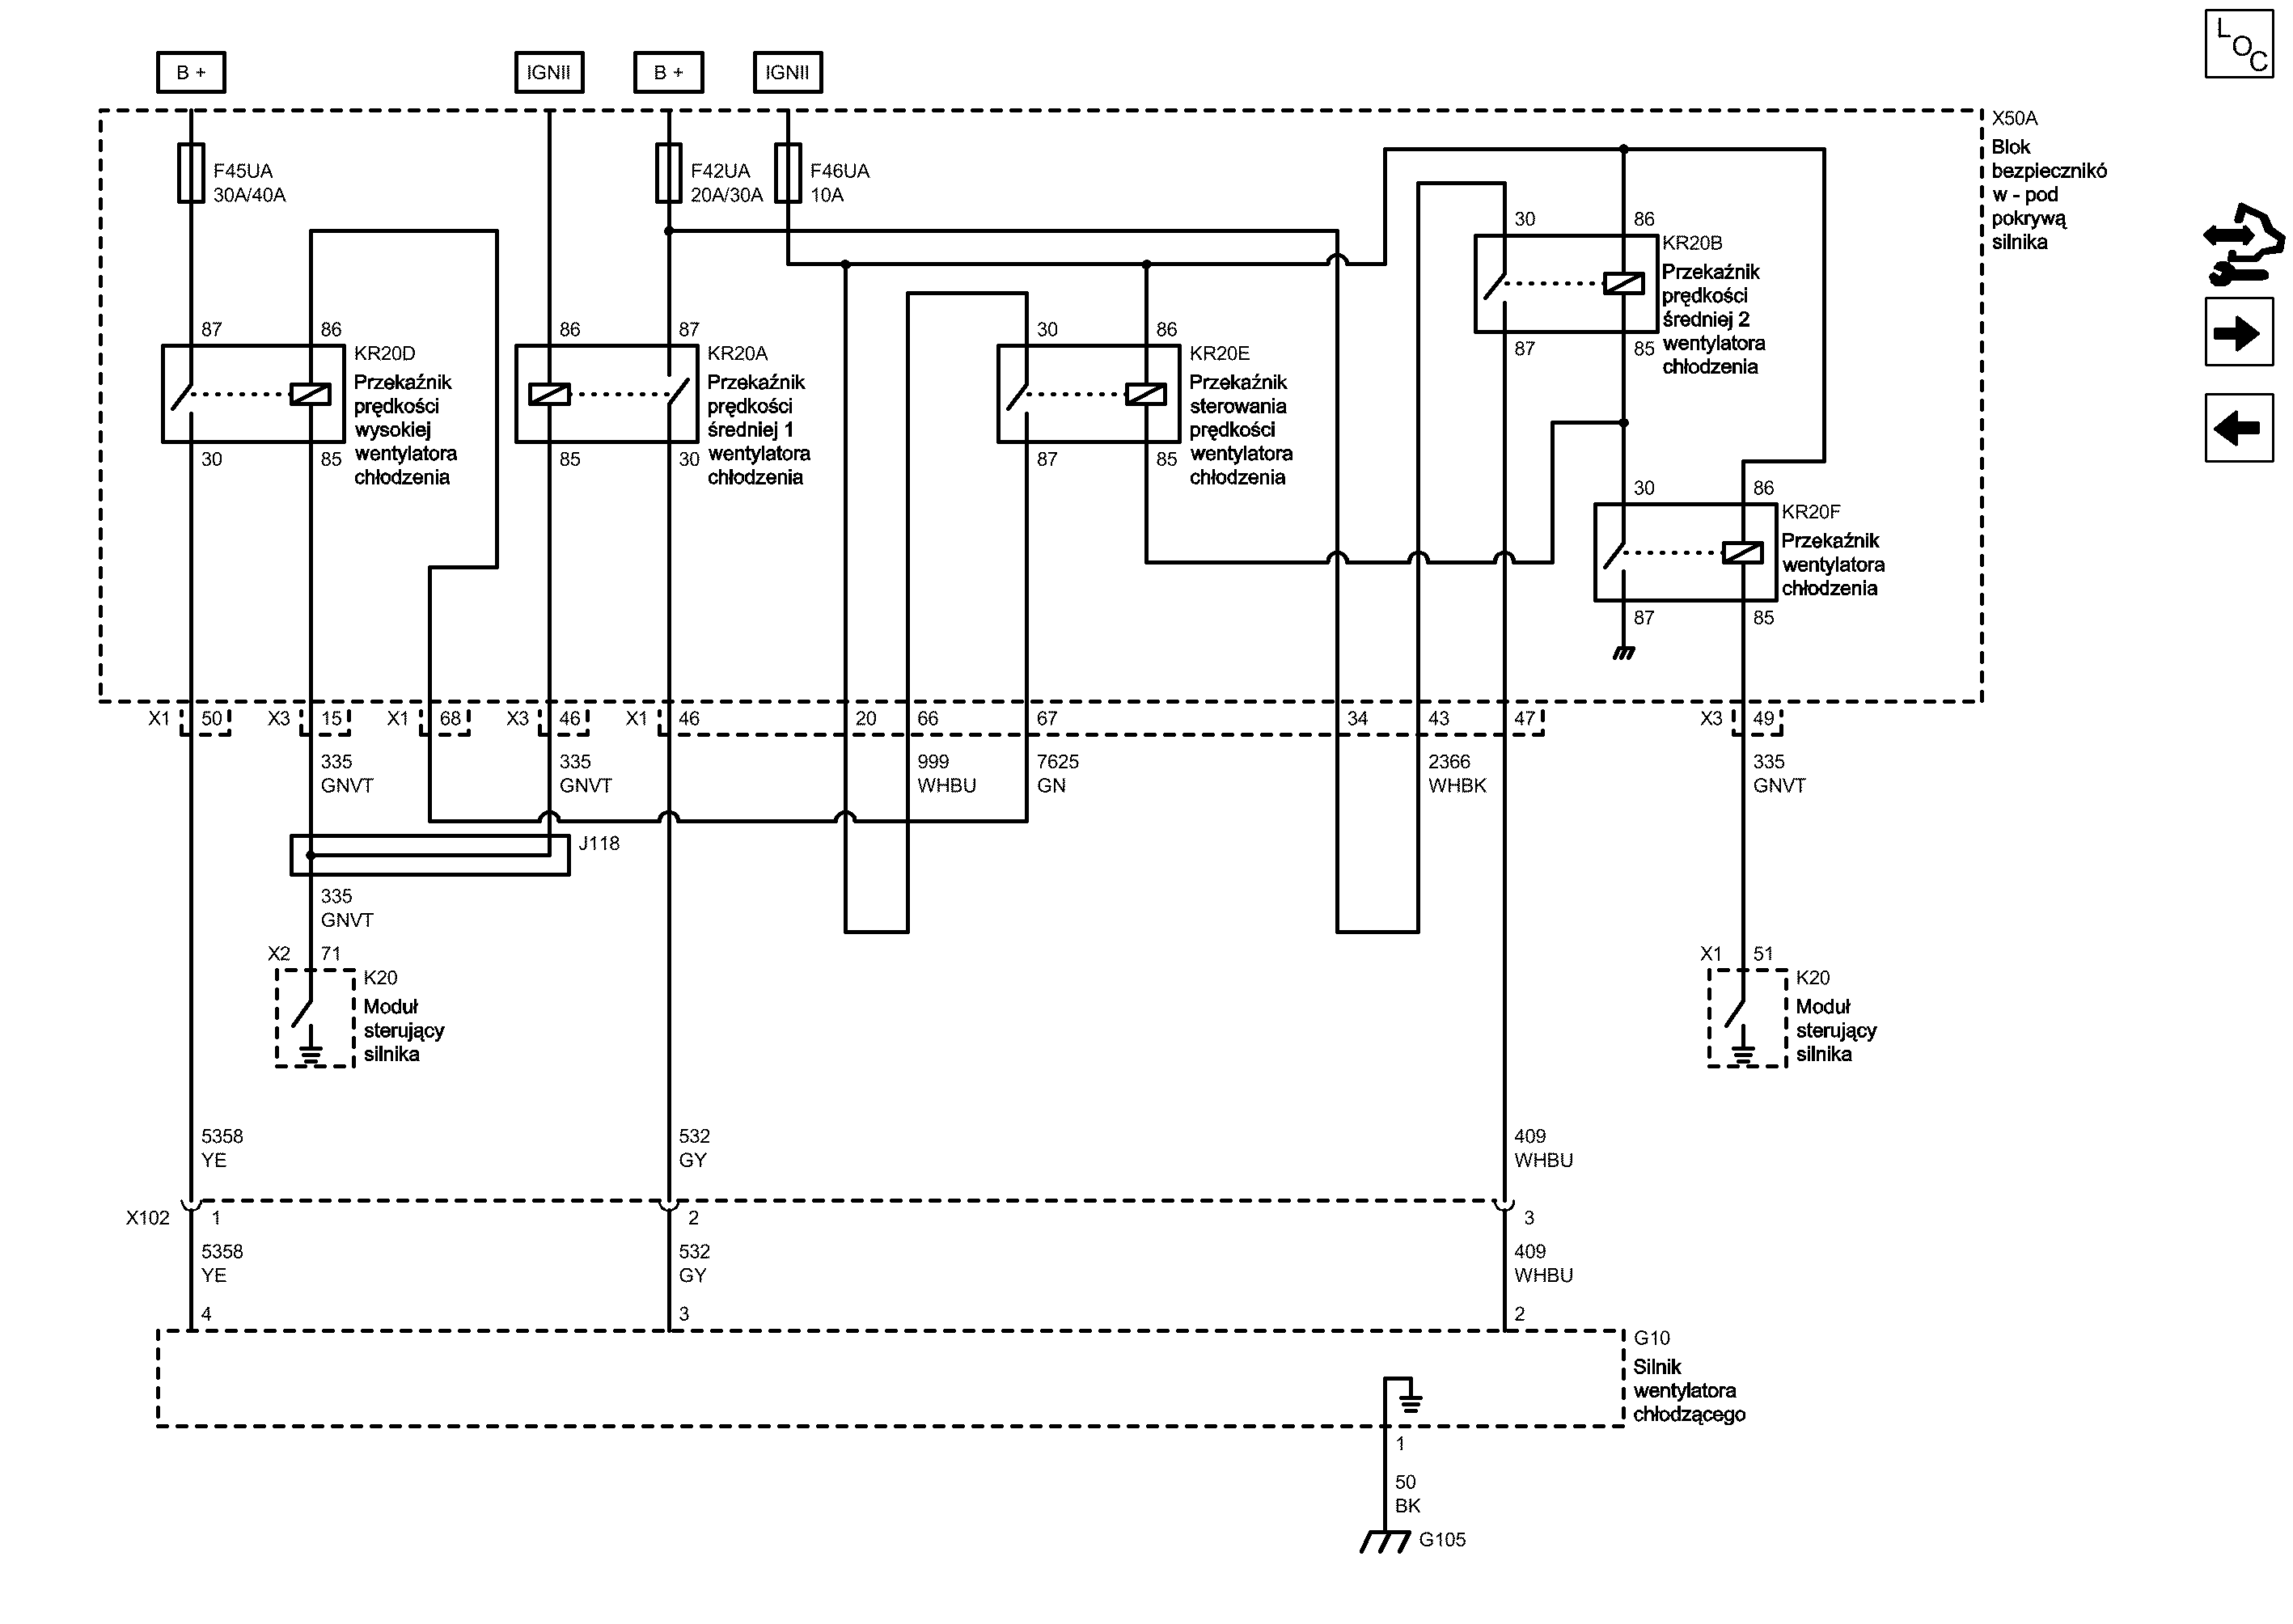 B +
IGNII
B +
IGNII
L
O
C
X50A
Blok
bezpiecznikó
w - pod
pokrywą
silnika
F45UA
30A/40A
F42UA
20A/30A
F46UA
10A
30
86
KR20B
Przekaźnik
prędkości
średniej 2
wentylatora
chłodzenia
87
85
87
86
KR20D
Przekaźnik
prędkości
wysokiej
wentylatora
chłodzenia
30
85
86
87
KR20A
Przekaźnik
prędkości
średniej 1
wentylatora
chłodzenia
85
30
30
86
KR20E
Przekaźnik
sterowania
prędkości
wentylatora
chłodzenia
87
85
30
86
KR20F
Przekaźnik
wentylatora
chłodzenia
87
85
X1
50
X3
15
X1
68
X3
46
X1
46
20
66
67
34
43
47
X3
49
335
GNVT
335
GNVT
999
WHBU
7625
GN
2366
WHBK
335
GNVT
J118
335
GNVT
X2
71
K20
Moduł
sterujący
silnika
X1
51
K20
Moduł
sterujący
silnika
5358
YE
532
GY
409
WHBU
X102
1
2
3
5358
YE
532
GY
409
WHBU
4
3
2
G10
Silnik
wentylatora
chłodzącego
1
50
BK
G105